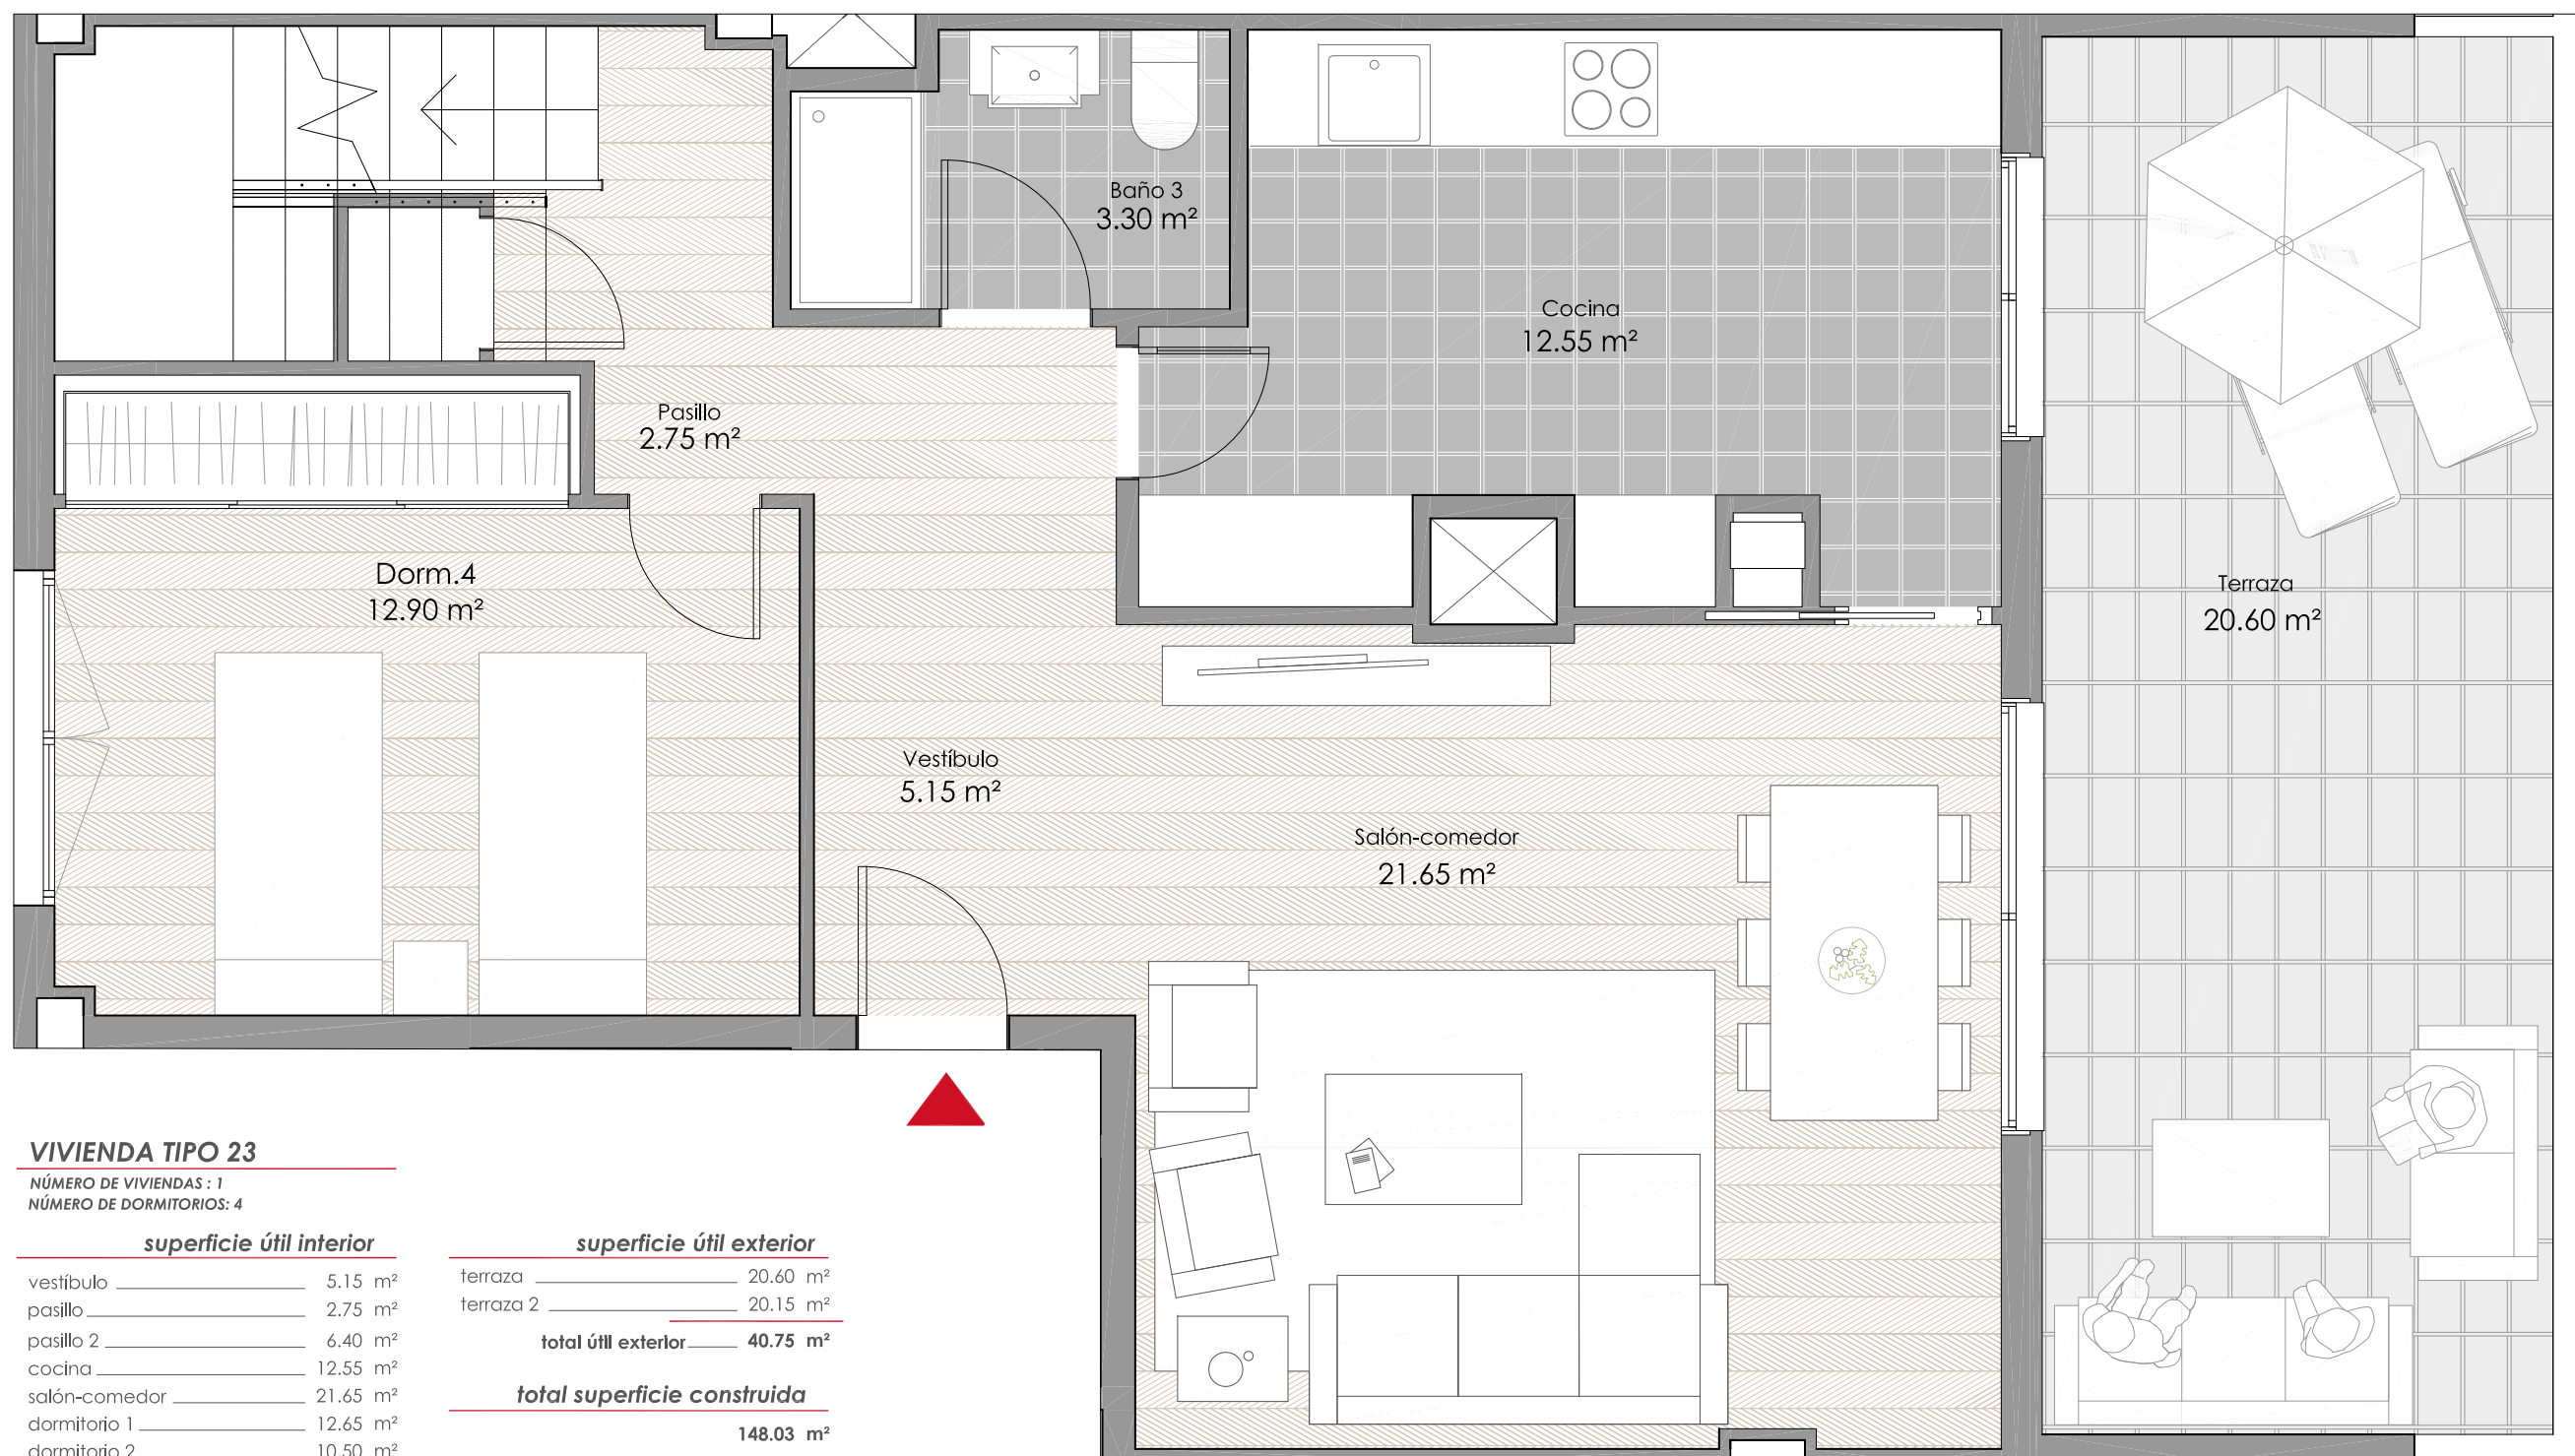 Baño 3
3.30 m²
Cocina
12.55 m²
Pasillo
2.75 m²
Dorm.4
12.90 m²
Terraza
20.60 m²
Vestíbulo
5.15 m²
Salón-comedor
21.65 m²
VIVIENDA TIPO 23
NÚMERO DE VIVIENDAS : 1
NÚMERO DE DORMITORIOS: 4
superficie útil interior
vestíbulo 5.15 m²
pasillo 2.75 m²
pasillo 2 6.40 m²
cocina 12.55 m²
salón-comedor 21.65 m²
dormitorio 1 12.65 m²
dormitorio 2 10.50 m²
superficie útil exterior
terraza 20.60 m²
terraza 2 20.15 m²
total útil exterior 40.75 m²
total superficie construida
148.03 m²